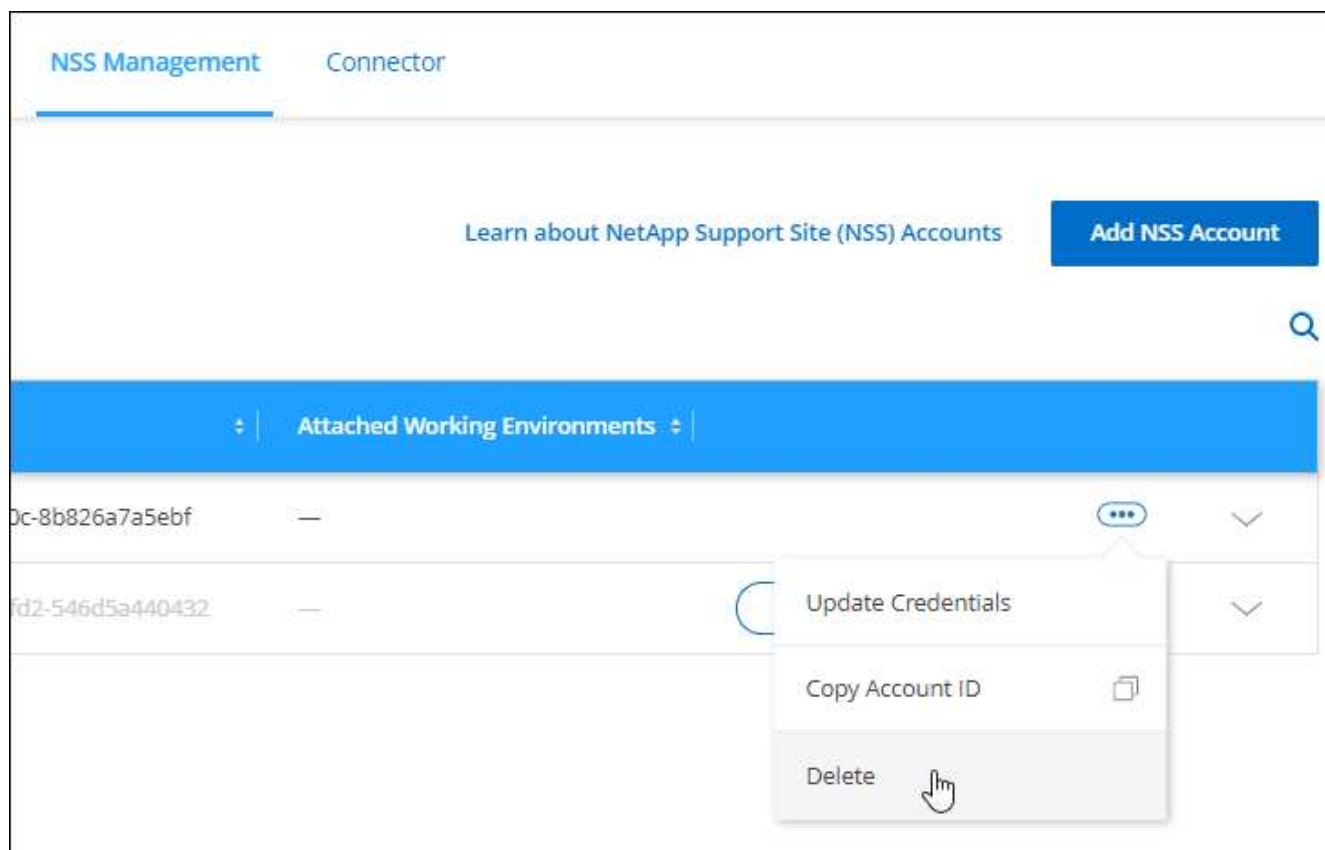 NSS Management Connector
Learn about NetApp Support Site (NSS) Accounts Add NSS Account
Attached Working Environments
0c-8b826a7a5ebf —
fd2-546d5a440432 —
Update Credentials
Copy Account ID
Delete